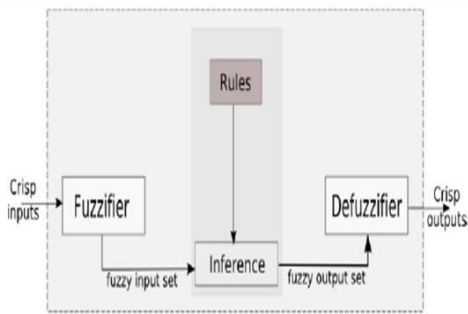 Rules
Crisp
inputs
Fuzzifier
Defuzzifier
Crisp
outputs
Inference
fuzzy input set
fuzzy output set